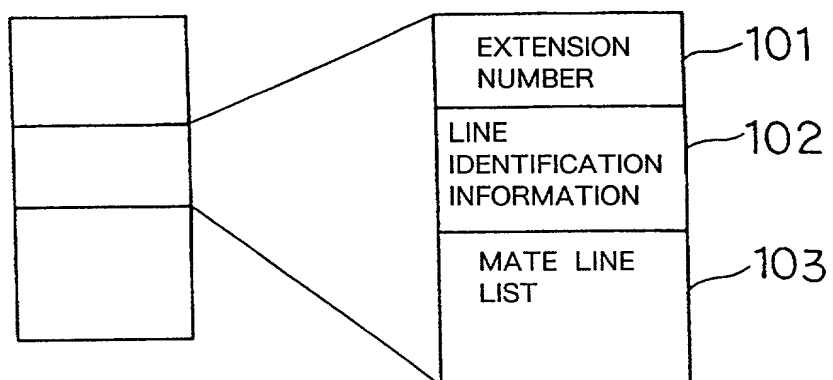 EXTENSION
NUMBER
101
LINE
IDENTIFICATION
INFORMATION
102
MATE LINE
LIST
103